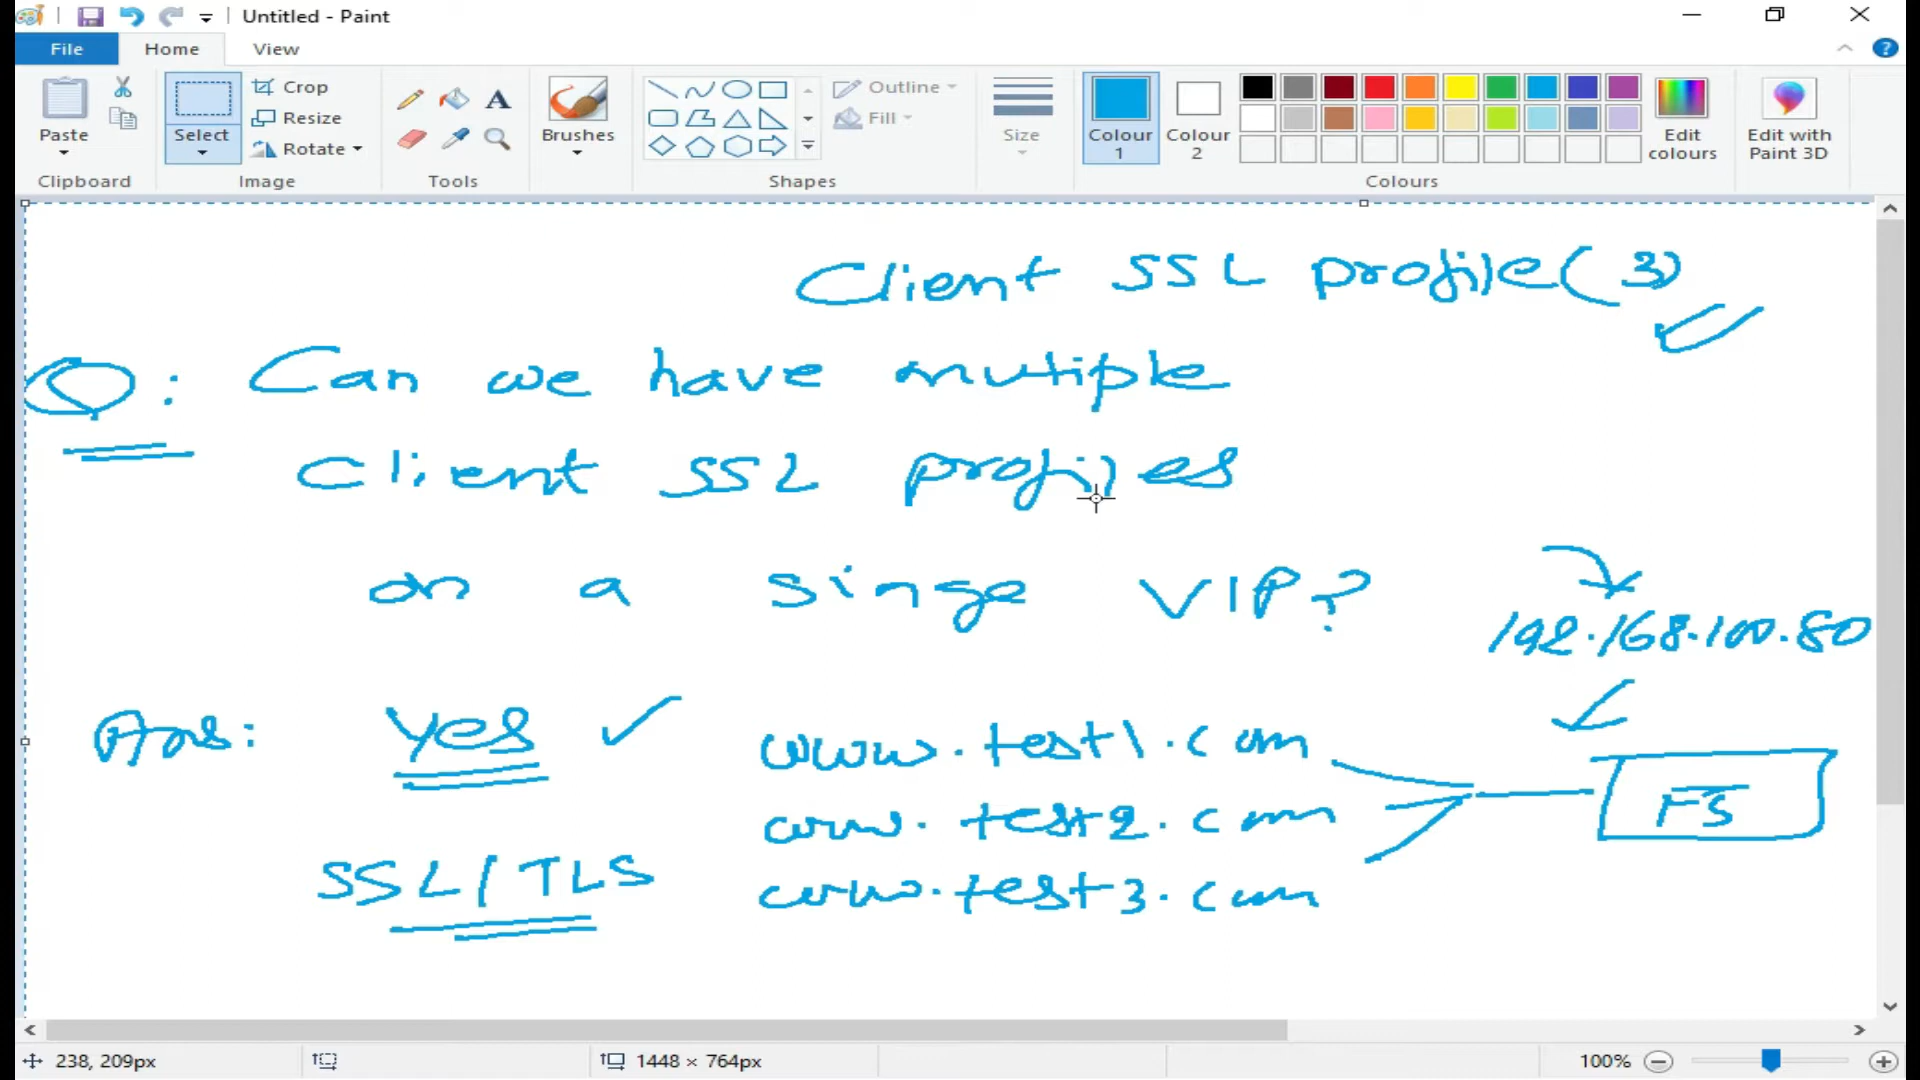 Untitled - Paint
File Home View
Paste
Clipboard
Select
Crop
Resize
Rotate
Image
Tools
Brushes
Shapes
Outline
Fill
Size
Colour 1
Colour 2
Edit colours
Edit with Paint 3D
Colours
Client SSL profile(3)
Q: Can we have mutiple
Client SSL profiles
on a singe VIP?
192.168.100.80
Ans: Yes
www.test1.com
F5
www.test2.com
SSL/TLS
www.test3.com
238, 209px
1448 × 764px
100%